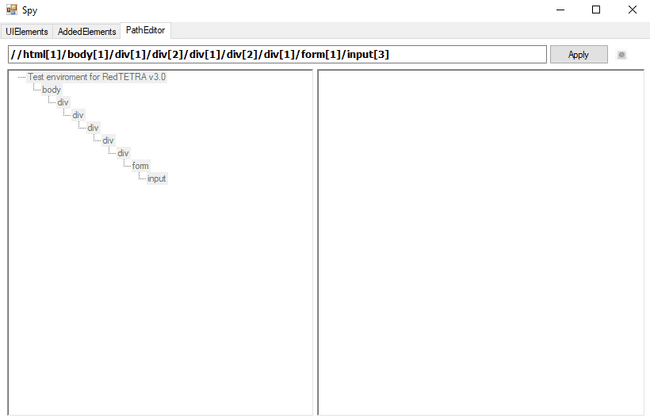 Spy
UIElements AddedElements PathEditor
//html[1]/body[1]/div[1]/div[2]/div[1]/div[2]/div[1]/form[1]/input[3] Apply
Test enviroment for RedTETRA v3.0
body
div
div
div
div
div
form
input